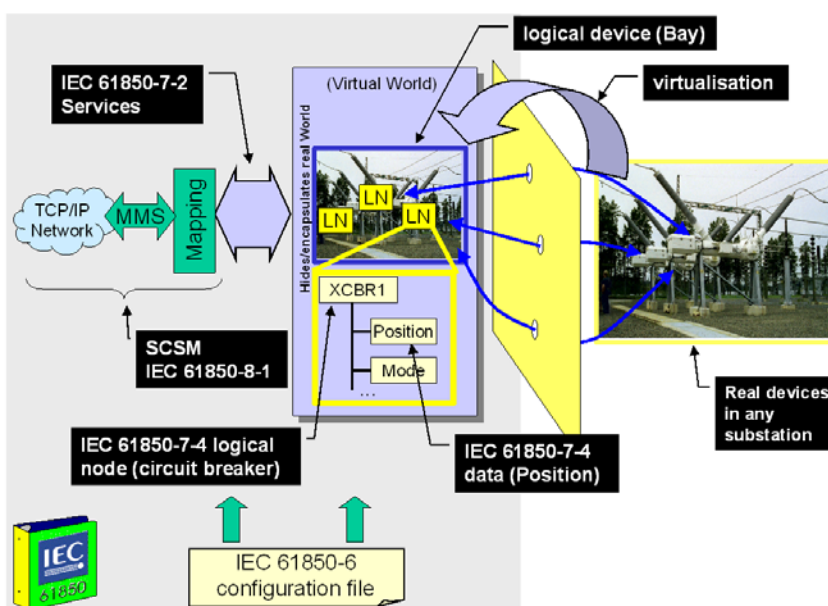 logical device (Bay)
IEC 61850-7-2
Services
(Virtual World)
virtualisation
Hides/encapsulates real World
TCP/IP
Network
MMS
Mapping
LN
LN
LN
XCBR1
Position
Mode
...
SCSM
IEC 61850-8-1
Real devices
in any
substation
IEC 61850-7-4 logical
node (circuit breaker)
IEC 61850-7-4
data (Position)
IEC 61850-6
configuration file
IEC
61850